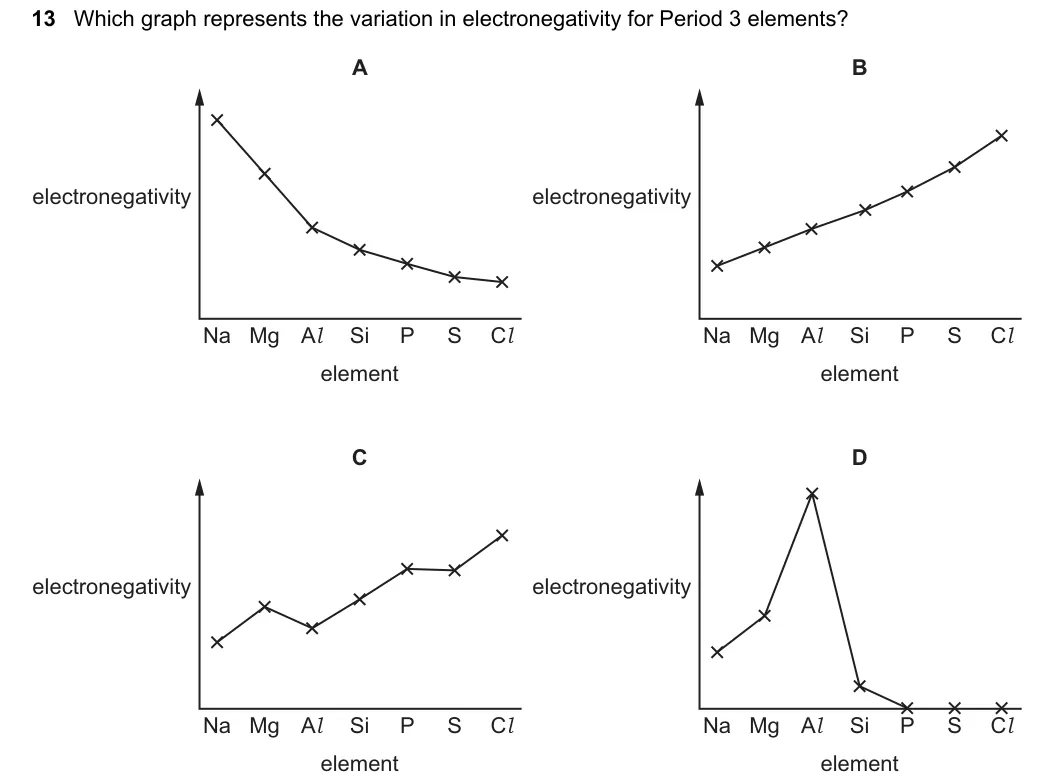 13 Which graph represents the variation in electronegativity for Period 3 elements?
A
electronegativity
Na Mg Al Si P S Cl
element
B
electronegativity
Na Mg Al Si P S Cl
element
C
electronegativity
Na Mg Al Si P S Cl
element
D
electronegativity
Na Mg Al Si P S Cl
element